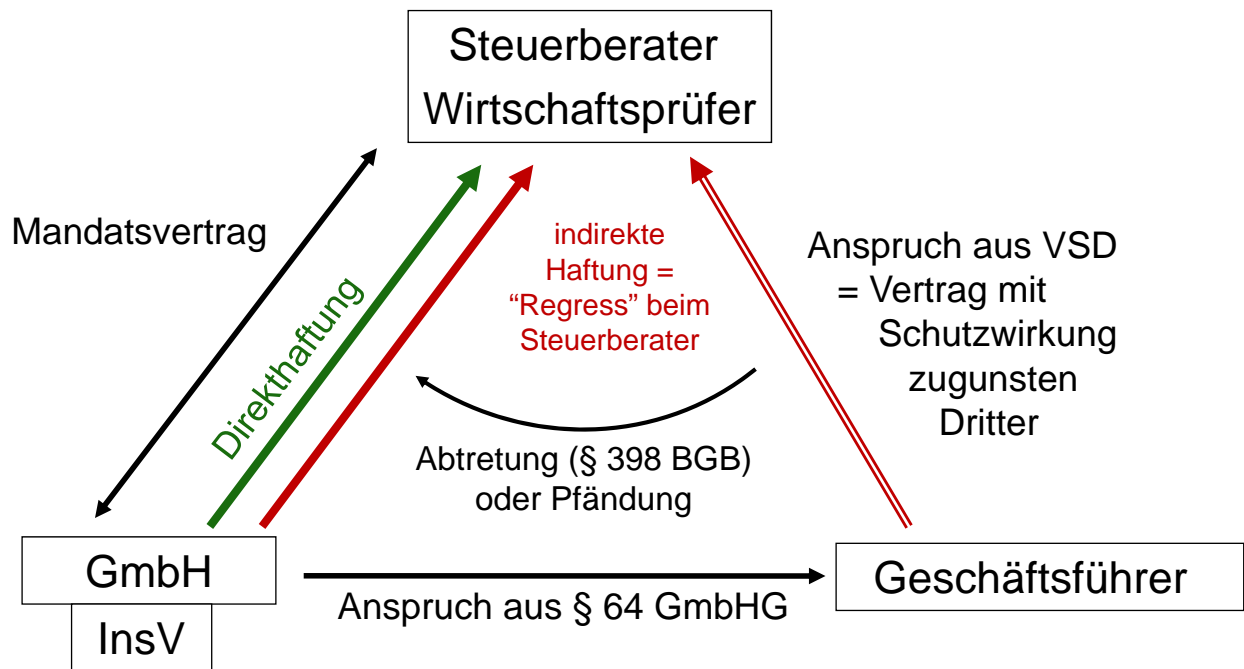 Steuerberater
Wirtschaftsprüfer
Mandatsvertrag
Direkthaftung
indirekte
Haftung =
“Regress” beim
Steuerberater
Anspruch aus VSD
= Vertrag mit
Schutzwirkung
zugunsten
Dritter
Abtretung (§ 398 BGB)
oder Pfändung
GmbH
InsV
Anspruch aus § 64 GmbHG
Geschäftsführer